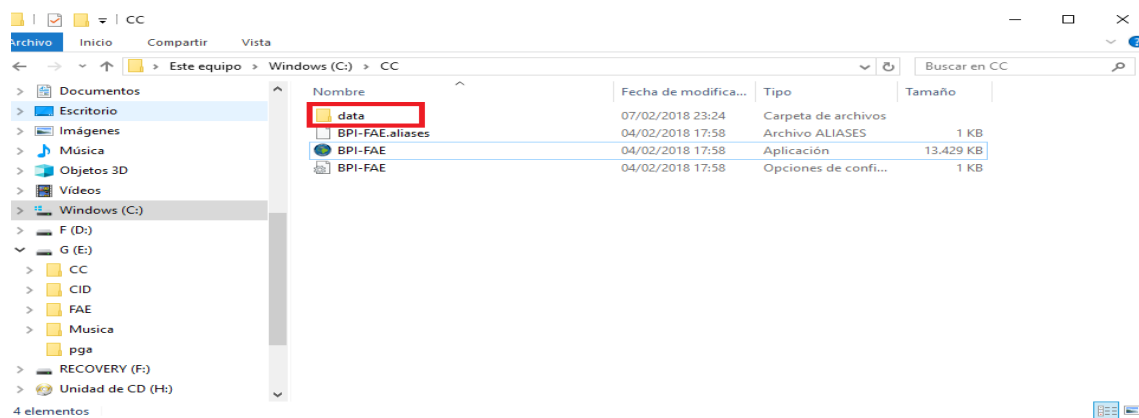 CC
Archivo Inicio Compartir Vista
Este equipo > Windows (C:) > CC Buscar en CC
Nombre Fecha de modifica... Tipo Tamaño
data 07/02/2018 23:24 Carpeta de archivos
BPI-FAE.aliases 04/02/2018 17:58 Archivo ALIASES 1 KB
BPI-FAE 04/02/2018 17:58 Aplicación 13.429 KB
BPI-FAE 04/02/2018 17:58 Opciones de confi... 1 KB
Documentos
Escritorio
Imágenes
Música
Objetos 3D
Vídeos
Windows (C:)
F (D:)
G (E:)
CC
CID
FAE
Musica
pga
RECOVERY (F:)
Unidad de CD (H:)
4 elementos